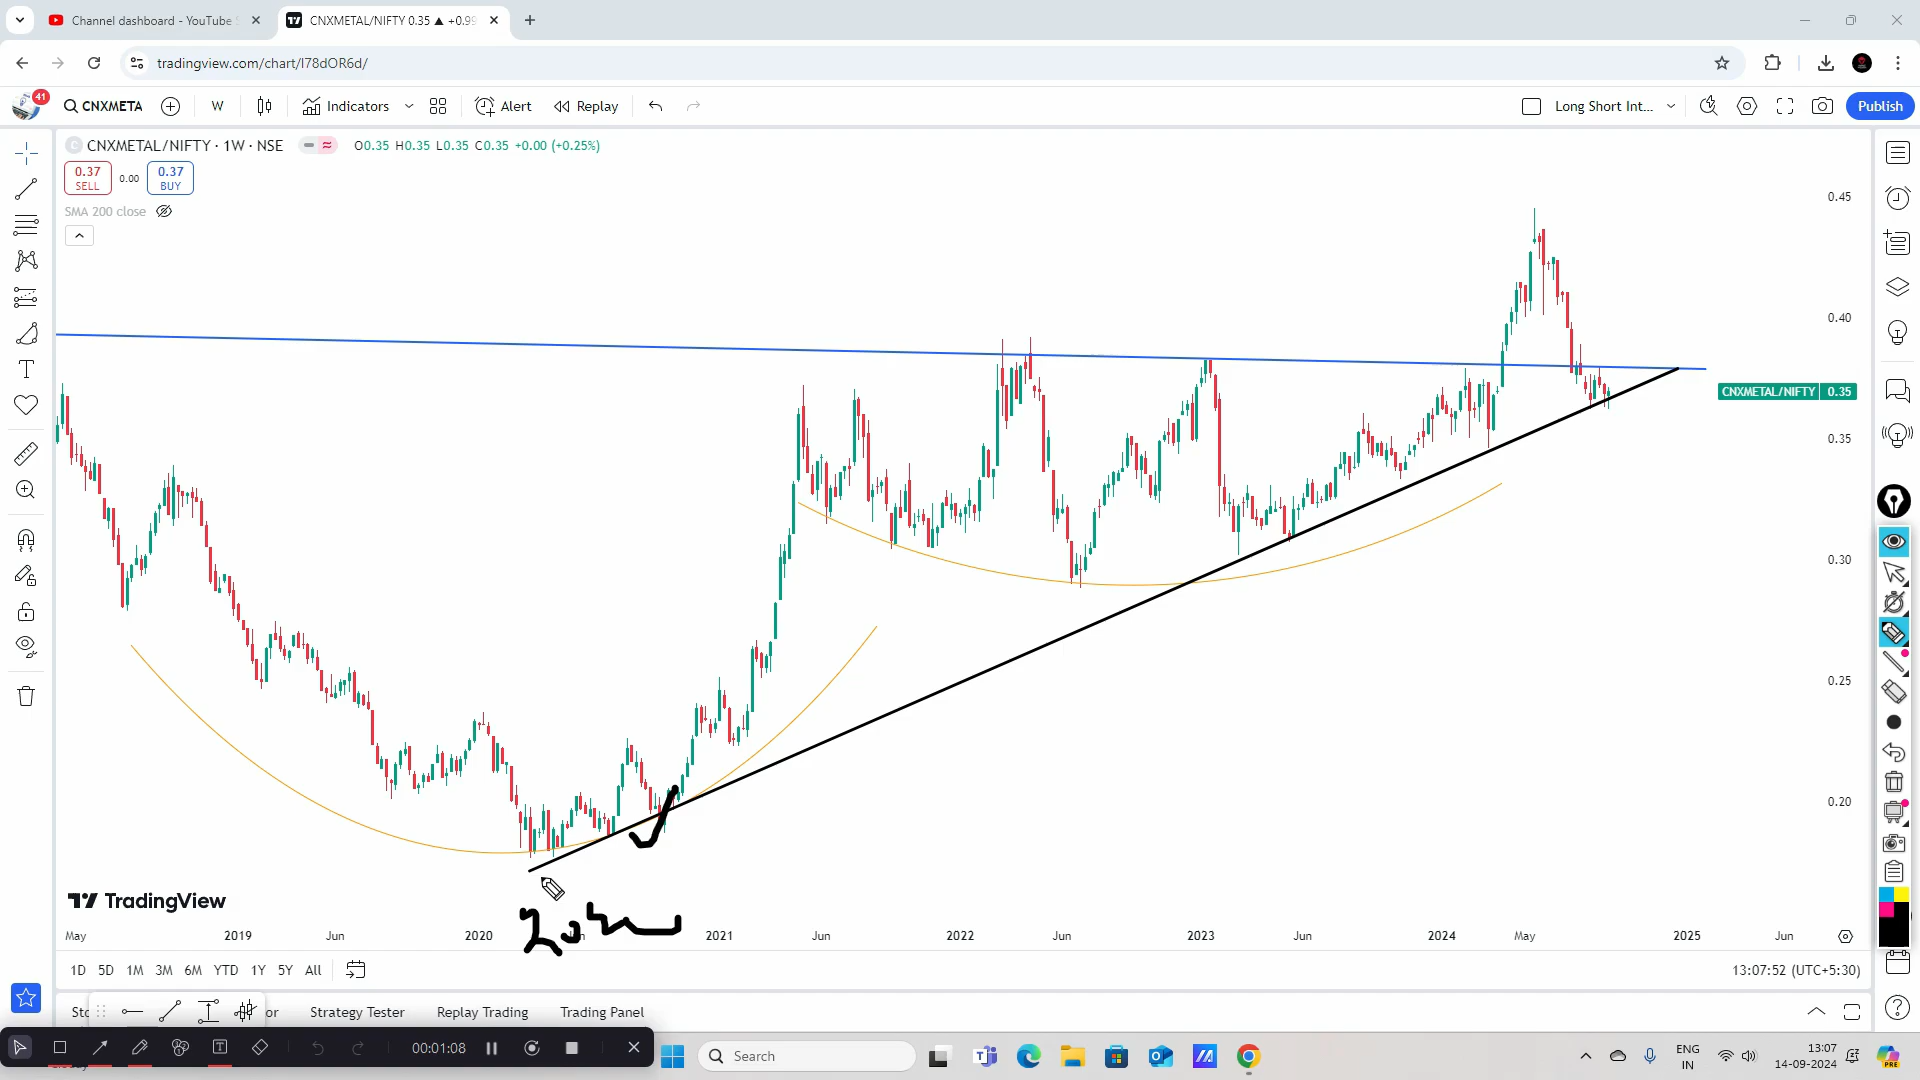 Channel dashboard - YouTube S
CNXMETAL/NIFTY 0.35 ▲ +0.99
tradingview.com/chart/I78dOR6d/
41
CNXMETA
W
Indicators
Alert
Replay
Long Short Int...
Publish
C
CNXMETAL/NIFTY · 1W · NSE
O0.35 H0.35 L0.35 C0.35 +0.00 (+0.25%)
0.37
SELL
0.00
0.37
BUY
SMA 200 close
0.45
0.40
CNXMETAL/NIFTY 0.35
0.35
0.30
0.25
0.20
TradingView
May 2019 Jun 2020 2021 Jun 2022 Jun 2023 Jun 2024 May 2025 Jun
1D 5D 1M 3M 6M YTD 1Y 5Y All
13:07:52 (UTC+5:30)
Sto
or
Strategy Tester
Replay Trading
Trading Panel
00:01:08
Search
ENG
IN
13:07
14-09-2024
PRE